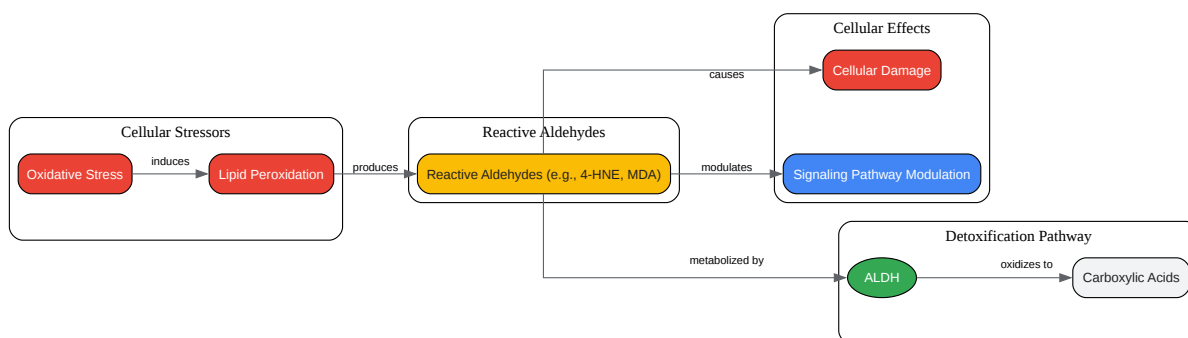 Cellular Effects
Cellular Damage
causes
Cellular Stressors
Reactive Aldehydes
Oxidative Stress
induces
Lipid Peroxidation
produces
Reactive Aldehydes (e.g., 4-HNE, MDA)
modulates
Signaling Pathway Modulation
Detoxification Pathway
metabolized by
ALDH
oxidizes to
Carboxylic Acids